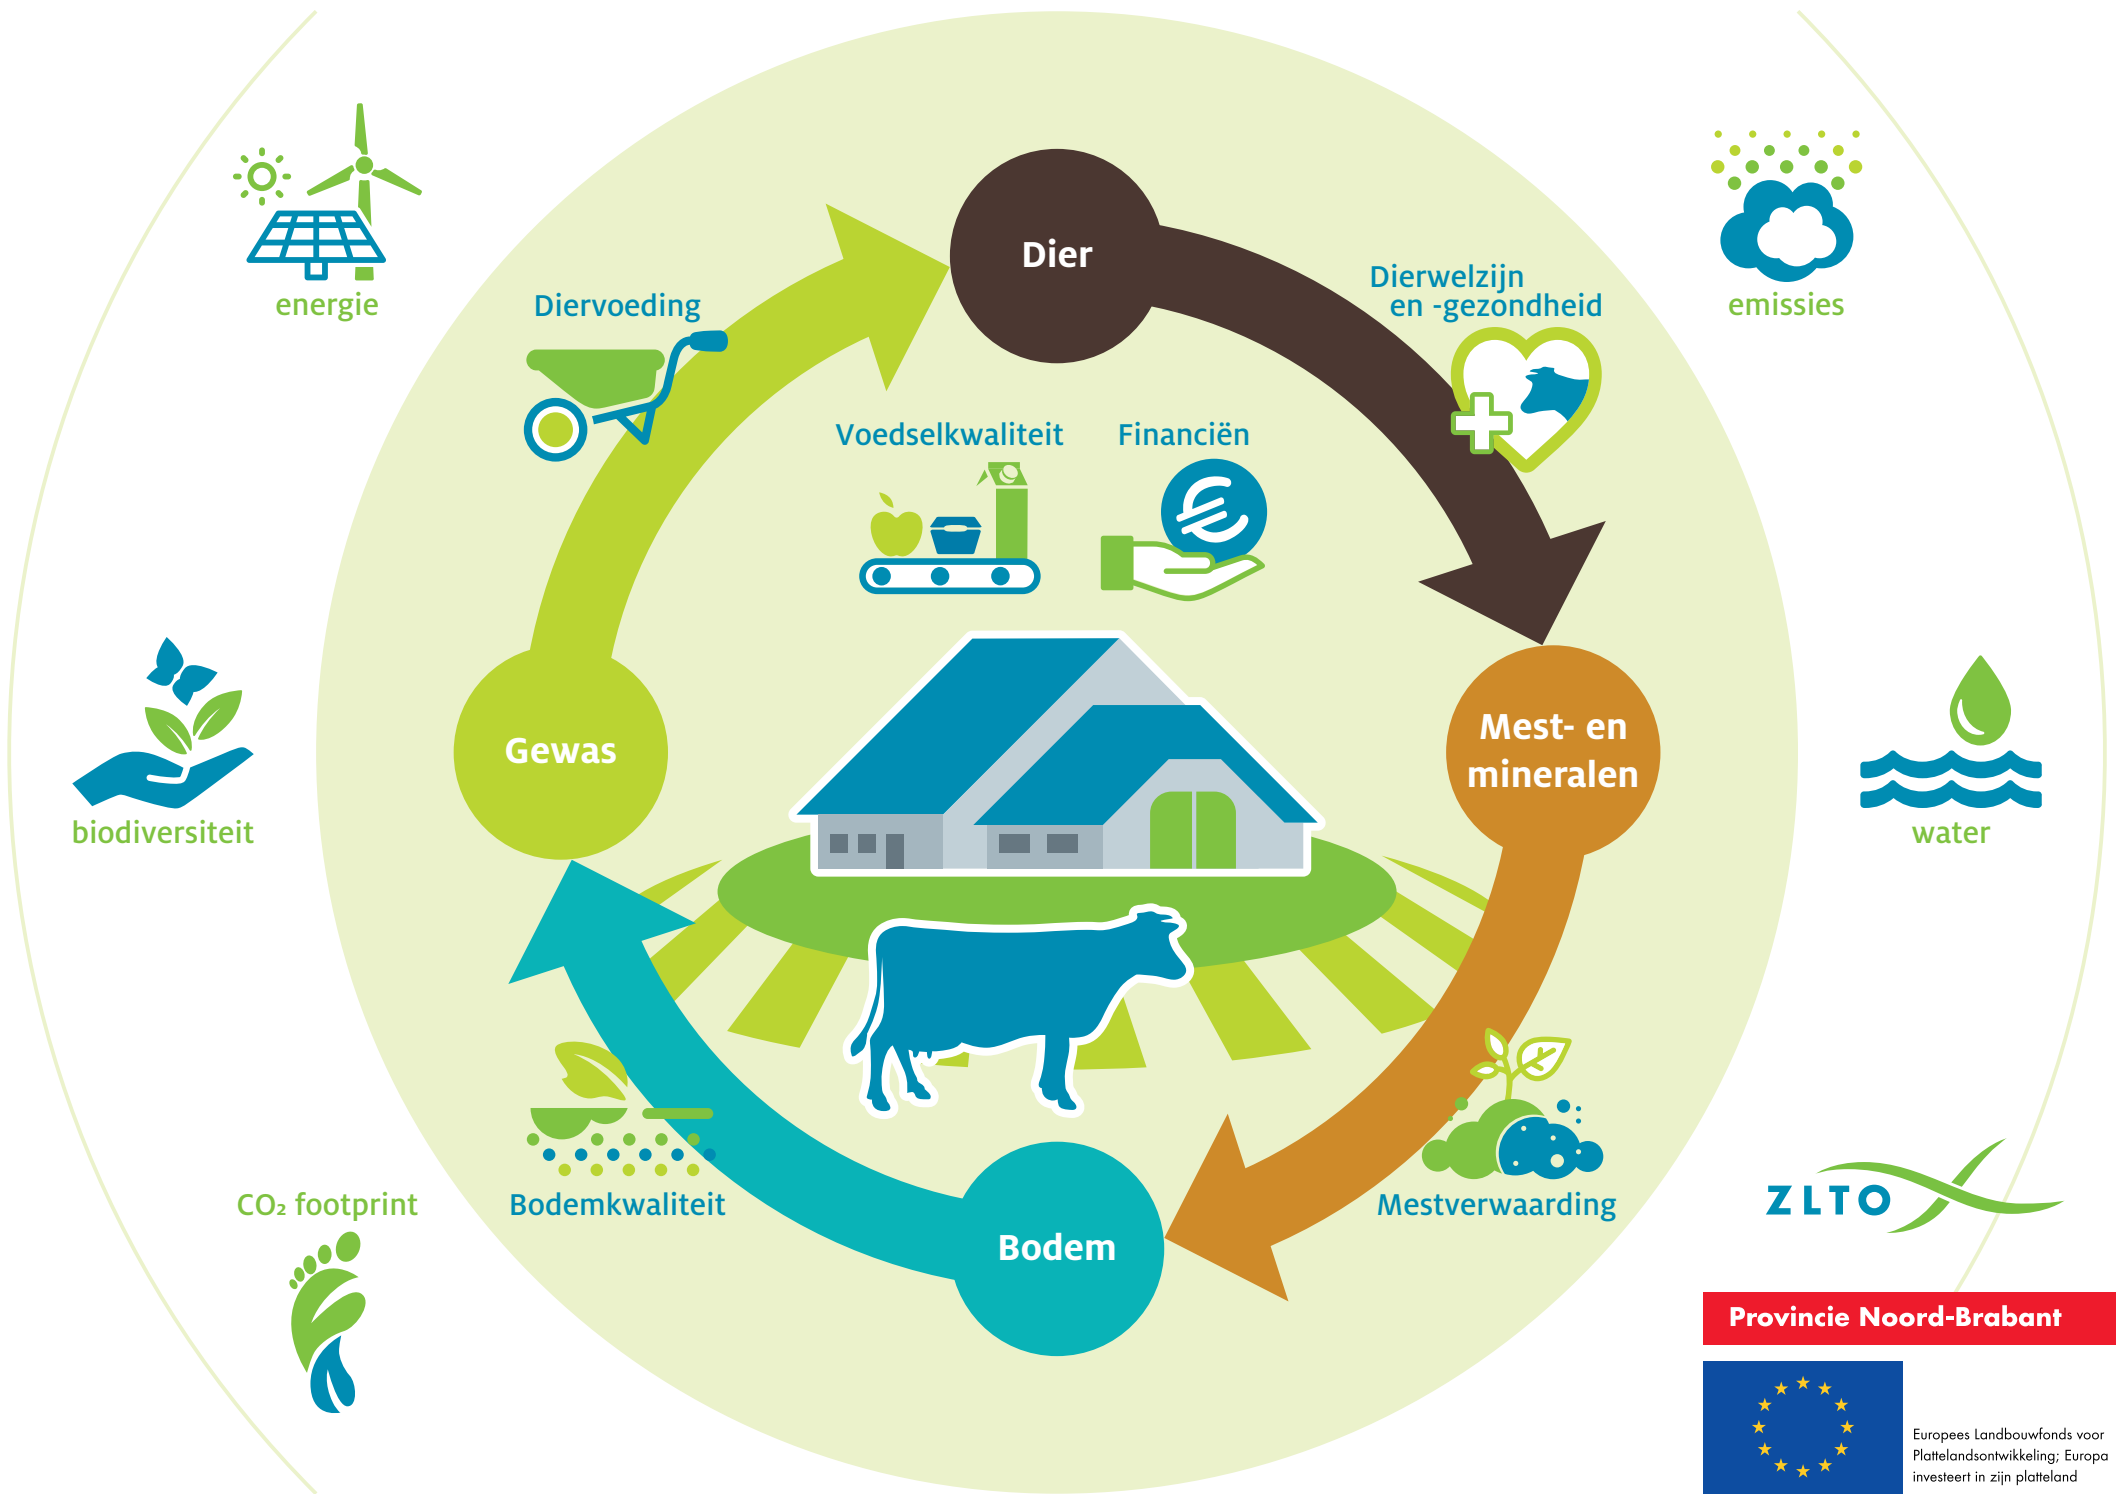 Dier
Dierwelzijn
en -gezondheid
emissies
energie
Diervoeding
Voedselkwaliteit
Financiën
Gewas
Mest- en
mineralen
biodiversiteit
water
CO₂ footprint
Bodemkwaliteit
Bodem
Mestverwaarding
ZLTO
Provincie Noord-Brabant
Europees Landbouwfonds voor
Plattelandsontwikkeling; Europa
investeert in zijn platteland